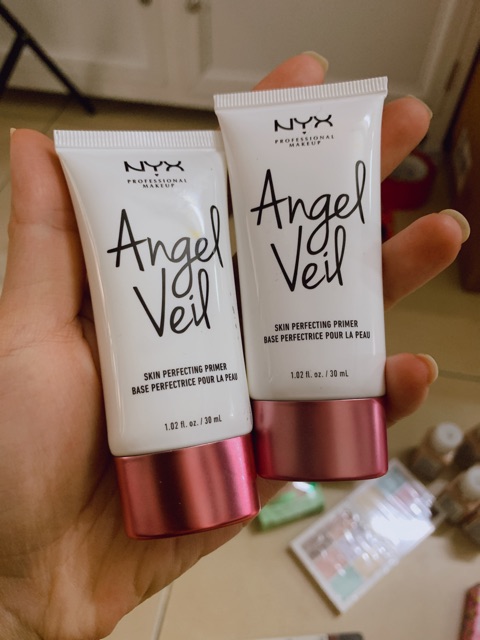 NYX
PROFESSIONAL
MAKEUP
Angel
Veil
SKIN PERFECTING PRIMER
BASE PERFECTRICE POUR LA PEAU
1.02 fl. oz. / 30 mL
NYX
PROFESSIONAL
MAKEUP
Angel
Veil
SKIN PERFECTING PRIMER
BASE PERFECTRICE POUR LA PEAU
1.02 fl. oz. / 30 mL